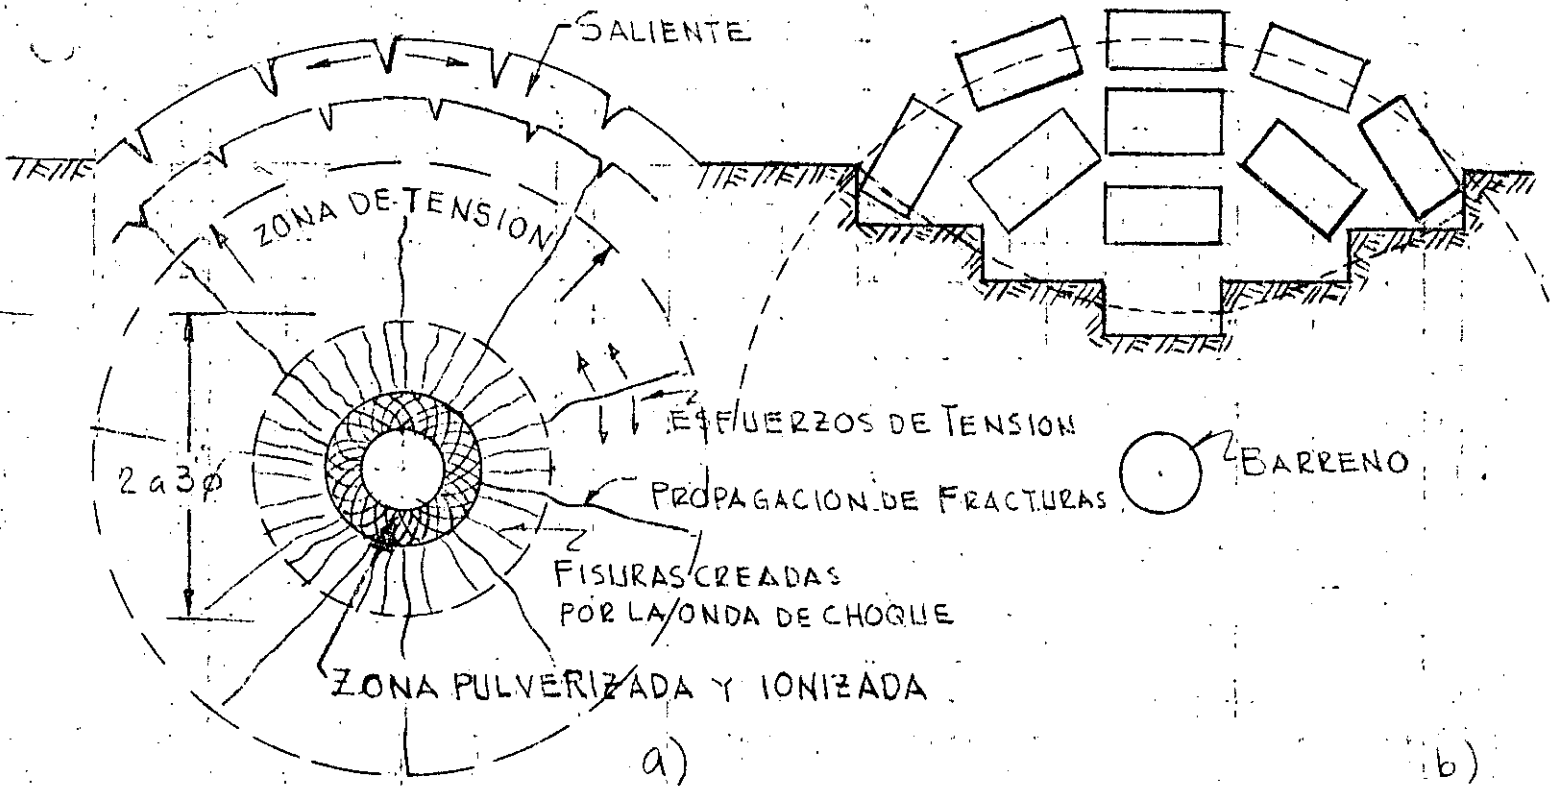 SALIENTE
ZONA DE TENSION
2 a 3 ø
ESFUERZOS DE TENSION
PROPAGACION DE FRACTURAS
BARRENO
FISURAS CREADAS
POR LA ONDA DE CHOQUE
ZONA PULVERIZADA Y IONIZADA
a)
b)